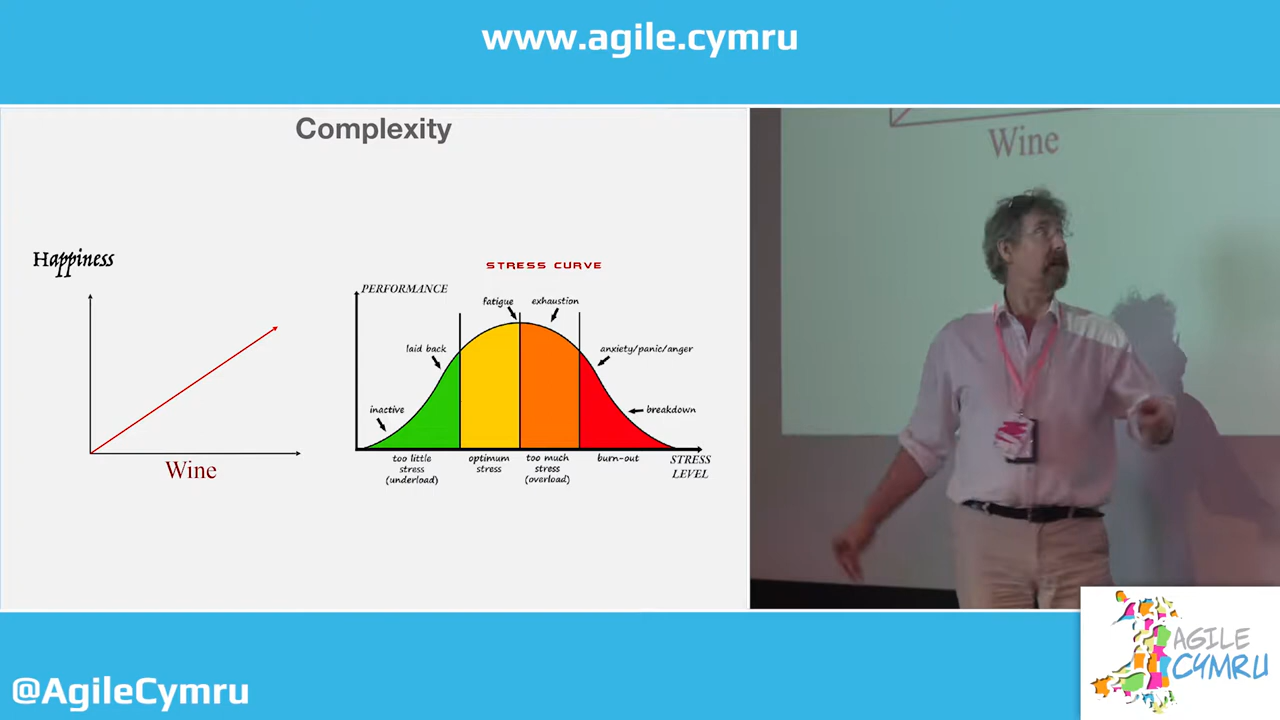 www.agile.cymru
Complexity
Happiness
Wine
STRESS CURVE
PERFORMANCE
fatigue
exhaustion
laid back
anxiety/panic/anger
inactive
breakdown
too little
stress
(underload)
optimum
stress
too much
stress
(overload)
burn-out
STRESS
LEVEL
Wine
@AgileCymru
AGILE
CYMRU